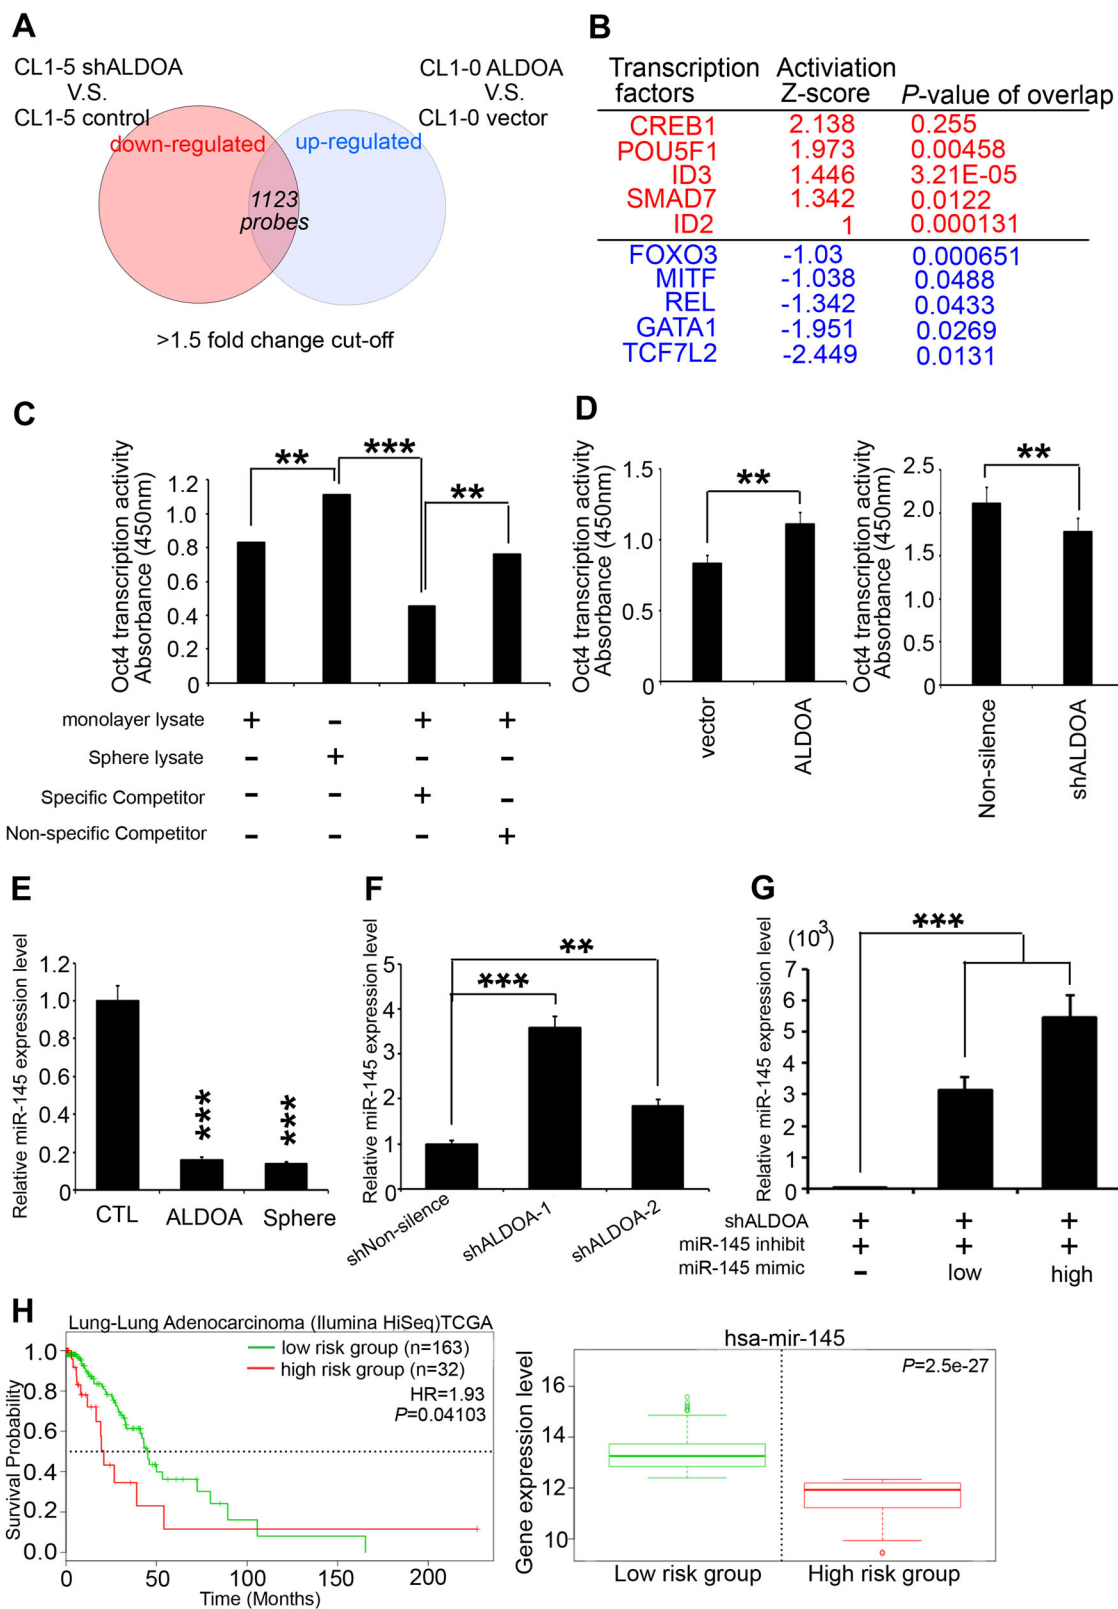 A
CL1-5 shALDOA
V.S.
CL1-5 control
CL1-0 ALDOA
V.S.
CL1-0 vector
down-regulated
up-regulated
1123
probes
>1.5 fold change cut-off
B
Transcription factors Activiation Z-score P-value of overlap
CREB1 2.138 0.255
POU5F1 1.973 0.00458
ID3 1.446 3.21E-05
SMAD7 1.342 0.0122
ID2 1 0.000131
FOXO3 -1.03 0.000651
MITF -1.038 0.0488
REL -1.342 0.0433
GATA1 -1.951 0.0269
TCF7L2 -2.449 0.0131
C
Oct4 transcription activity
Absorbance (450nm)
1.2
1.0
0.8
0.6
0.4
0.2
0
** *** **
monolayer lysate + - + +
Sphere lysate - + - -
Specific Competitor - - + -
Non-specific Competitor - - - +
D
Oct4 transcription activity
Absorbance (450nm)
1.5
1.0
0.5
0
**
vector
ALDOA
Oct4 transcription activity
Absorbance (450nm)
2.5
2.0
1.5
1.0
0.5
0
**
Non-silence
shALDOA
E
Relative miR-145 expression level
1.2
1.0
0.8
0.6
0.4
0.2
0
***
***
CTL ALDOA Sphere
F
Relative miR-145 expression level
5
4
3
2
1
0
***
**
shNon-silence
shALDOA-1
shALDOA-2
G
Relative miR-145 expression level
(10³)
7
6
5
4
3
2
1
0
***
shALDOA + + +
miR-145 inhibit + + +
miR-145 mimic - low high
H
Lung-Lung Adenocarcinoma (Ilumina HiSeq)TCGA
low risk group (n=163)
high risk group (n=32)
HR=1.93
P=0.04103
Survival Probability
1.0
0.8
0.6
0.4
0.2
0.0
0 50 100 150 200
Time (Months)
hsa-mir-145
P=2.5e-27
Gene expression level
16
14
12
10
Low risk group High risk group